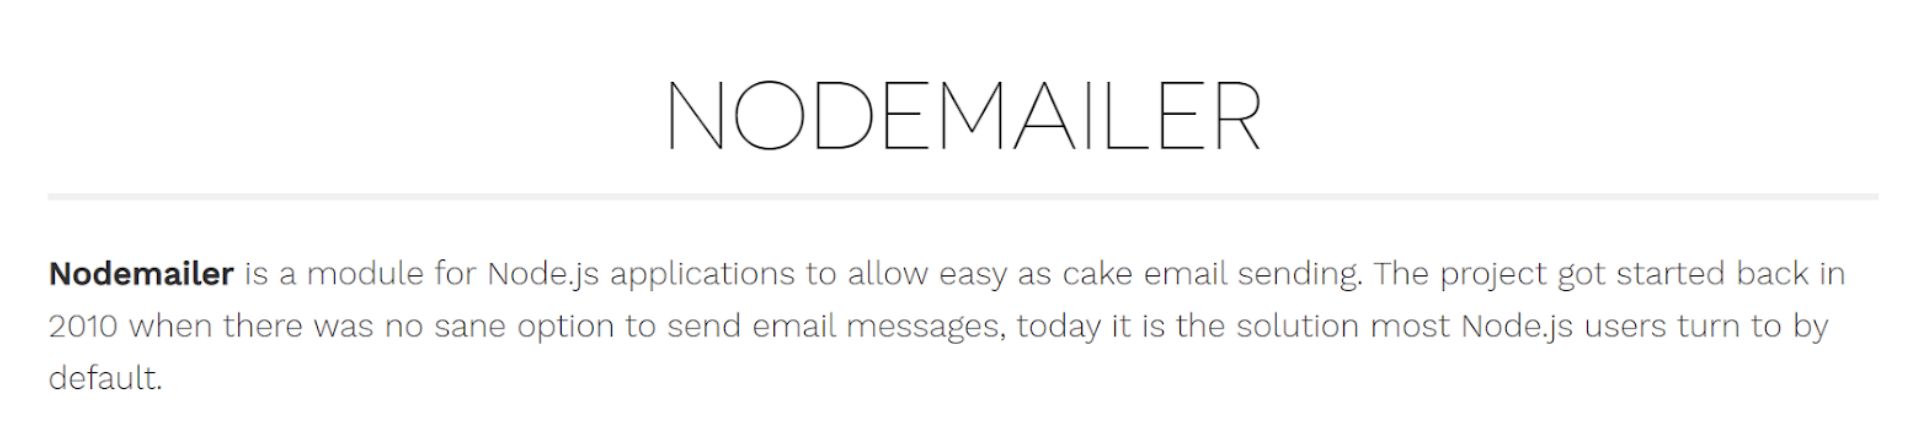 NODEMAILER
Nodemailer is a module for Node.js applications to allow easy as cake email sending. The project got started back in
2010 when there was no sane option to send email messages, today it is the solution most Node.js users turn to by
default.